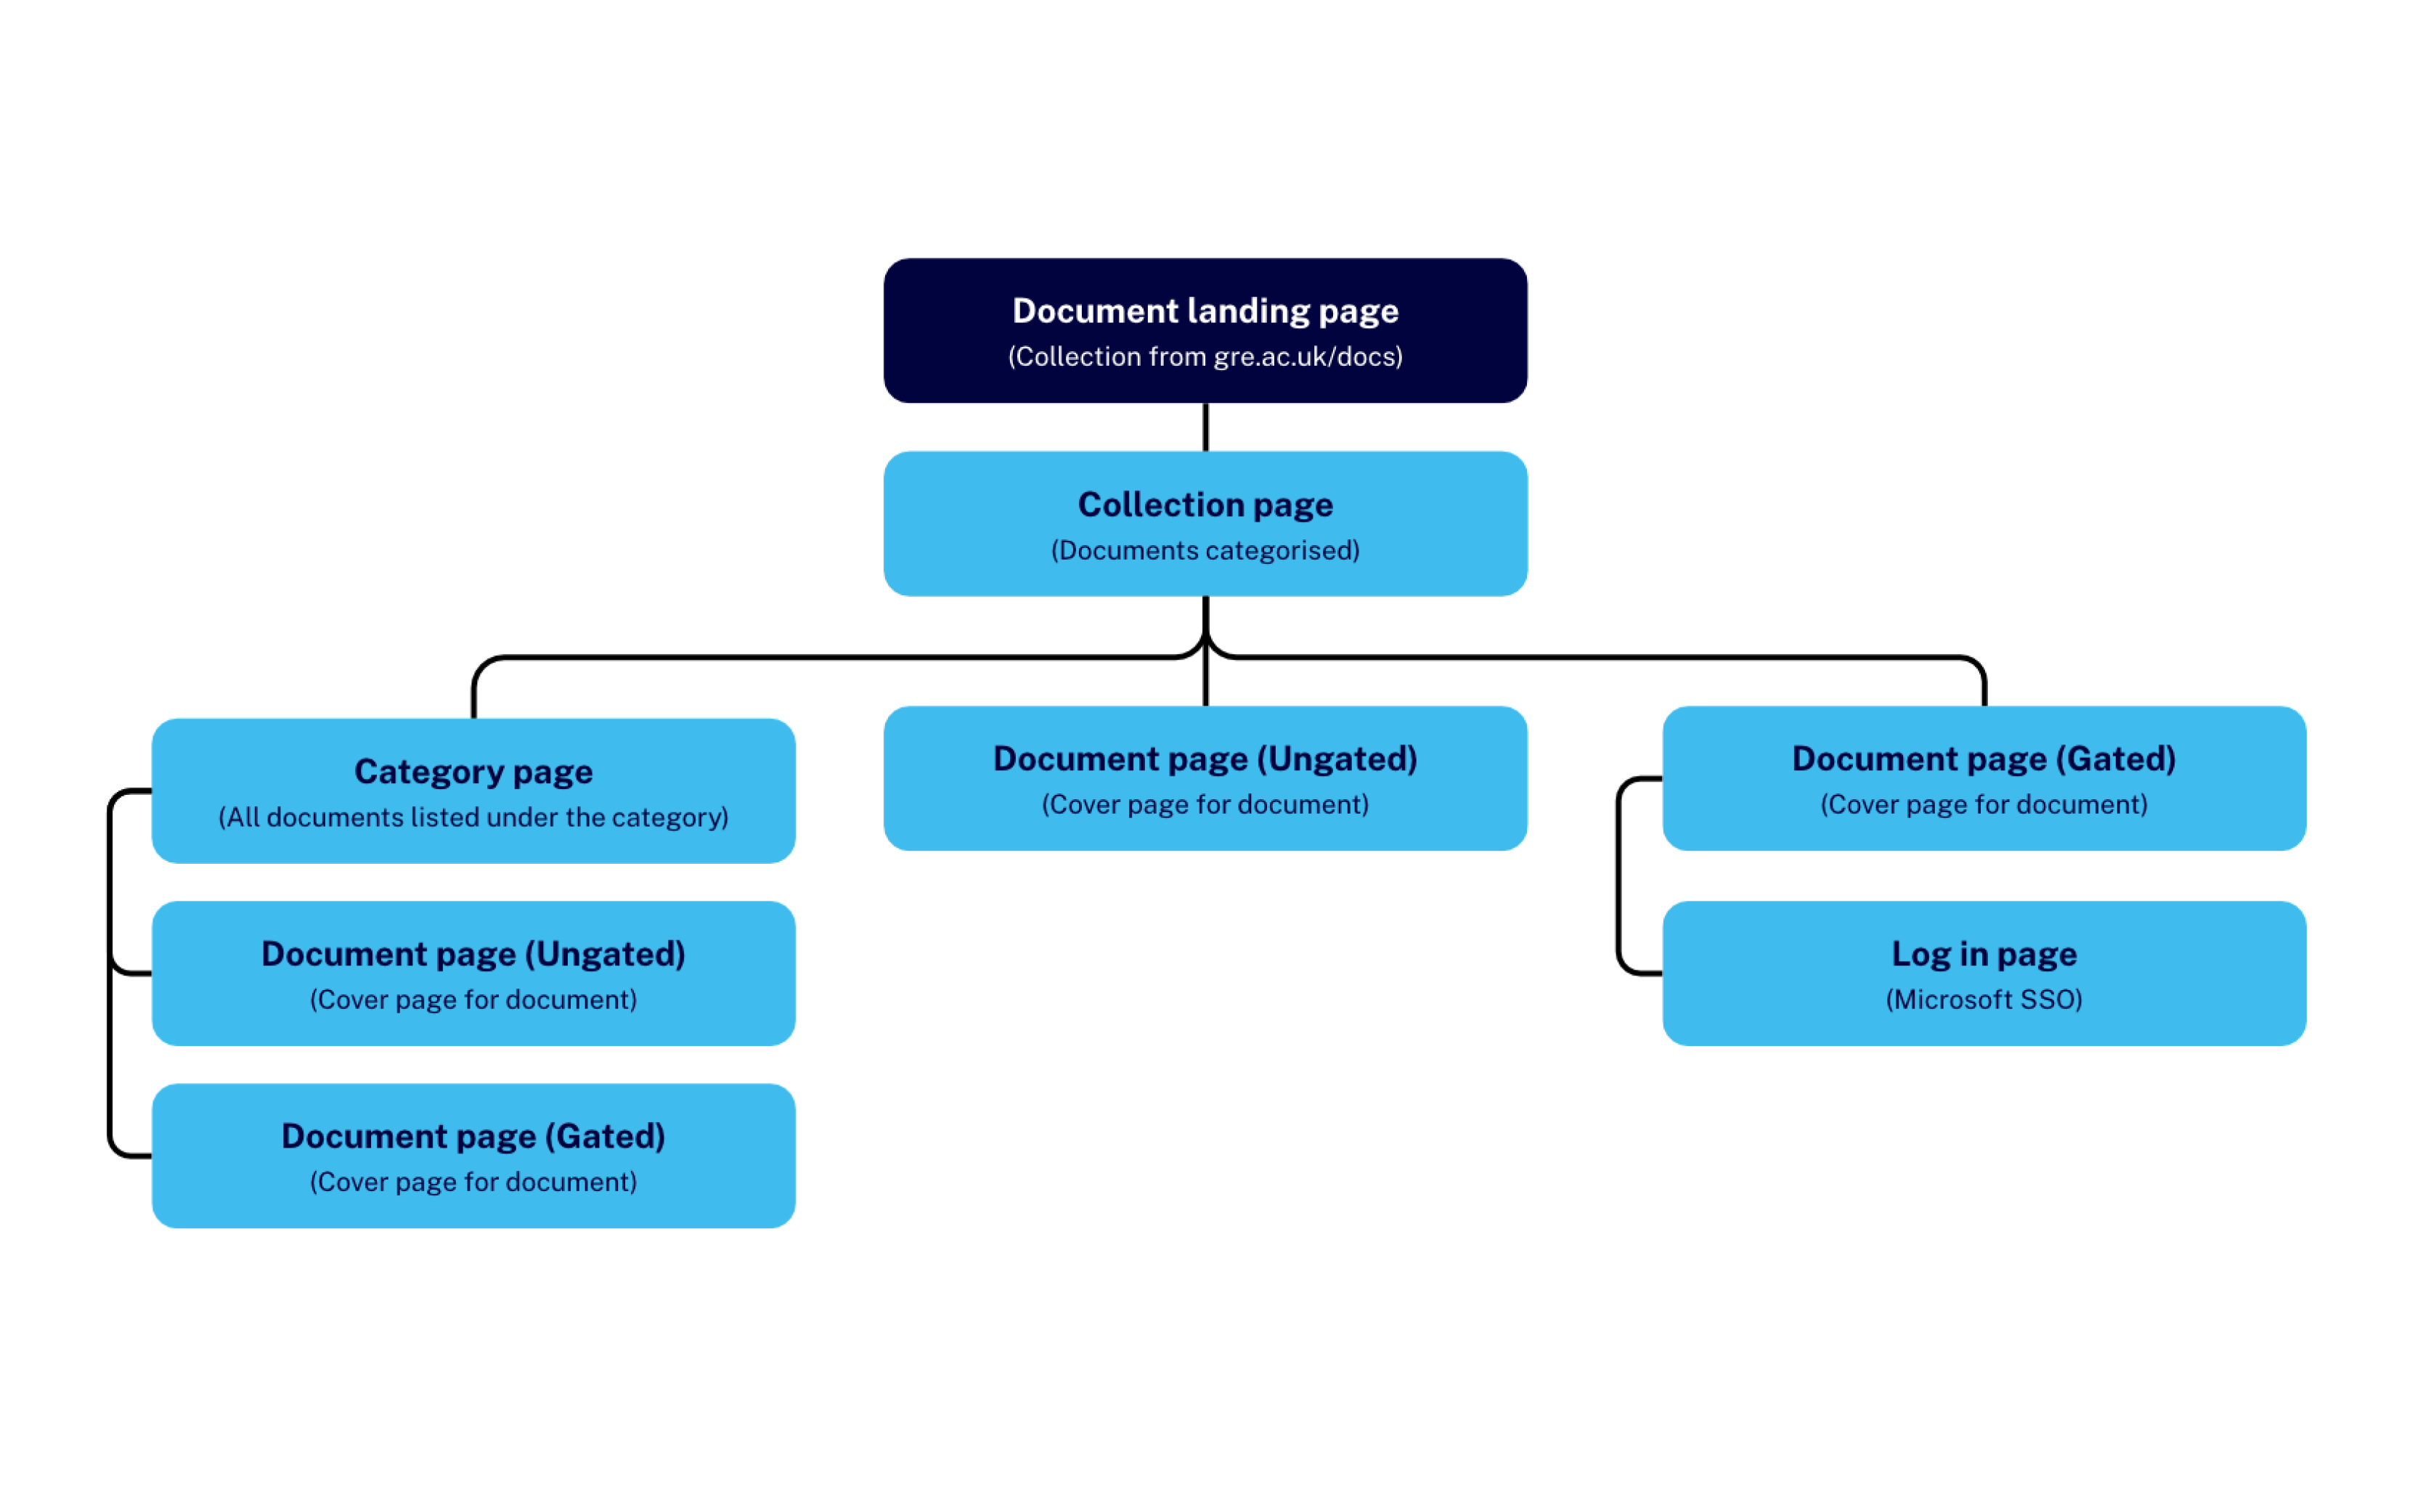 Document landing page
(Collection from gre.ac.uk/docs)
Collection page
(Documents categorised)
Category page
(All documents listed under the category)
Document page (Ungated)
(Cover page for document)
Document page (Gated)
(Cover page for document)
Document page (Ungated)
(Cover page for document)
Document page (Gated)
(Cover page for document)
Log in page
(Microsoft SSO)